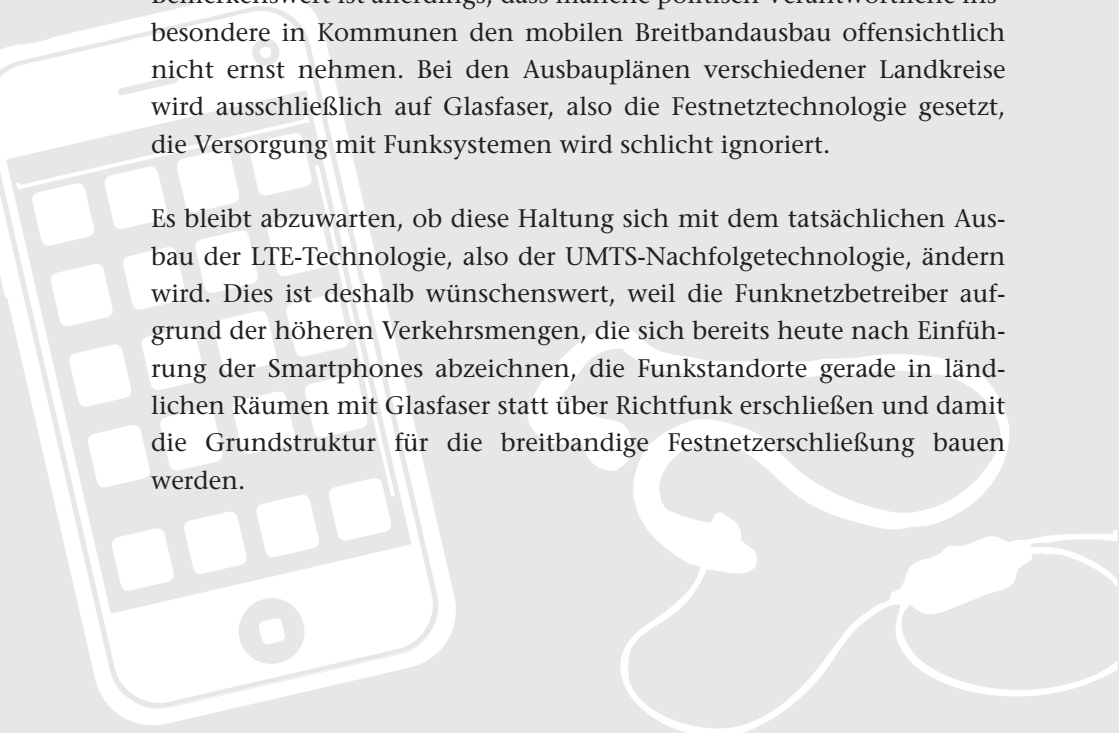 Bemerkenswert ist allerdings, dass manche politisch Verantwortliche ins-
besondere in Kommunen den mobilen Breitbandausbau offensichtlich
nicht ernst nehmen. Bei den Ausbauplänen verschiedener Landkreise
wird ausschließlich auf Glasfaser, also die Festnetztechnologie gesetzt,
die Versorgung mit Funksystemen wird schlicht ignoriert.
Es bleibt abzuwarten, ob diese Haltung sich mit dem tatsächlichen Aus-
bau der LTE-Technologie, also der UMTS-Nachfolgetechnologie, ändern
wird. Dies ist deshalb wünschenswert, weil die Funknetzbetreiber auf-
grund der höheren Verkehrsmengen, die sich bereits heute nach Einfüh-
rung der Smartphones abzeichnen, die Funkstandorte gerade in länd-
lichen Räumen mit Glasfaser statt über Richtfunk erschließen und damit
die Grundstruktur für die breitbandige Festnetzerschließung bauen
werden.